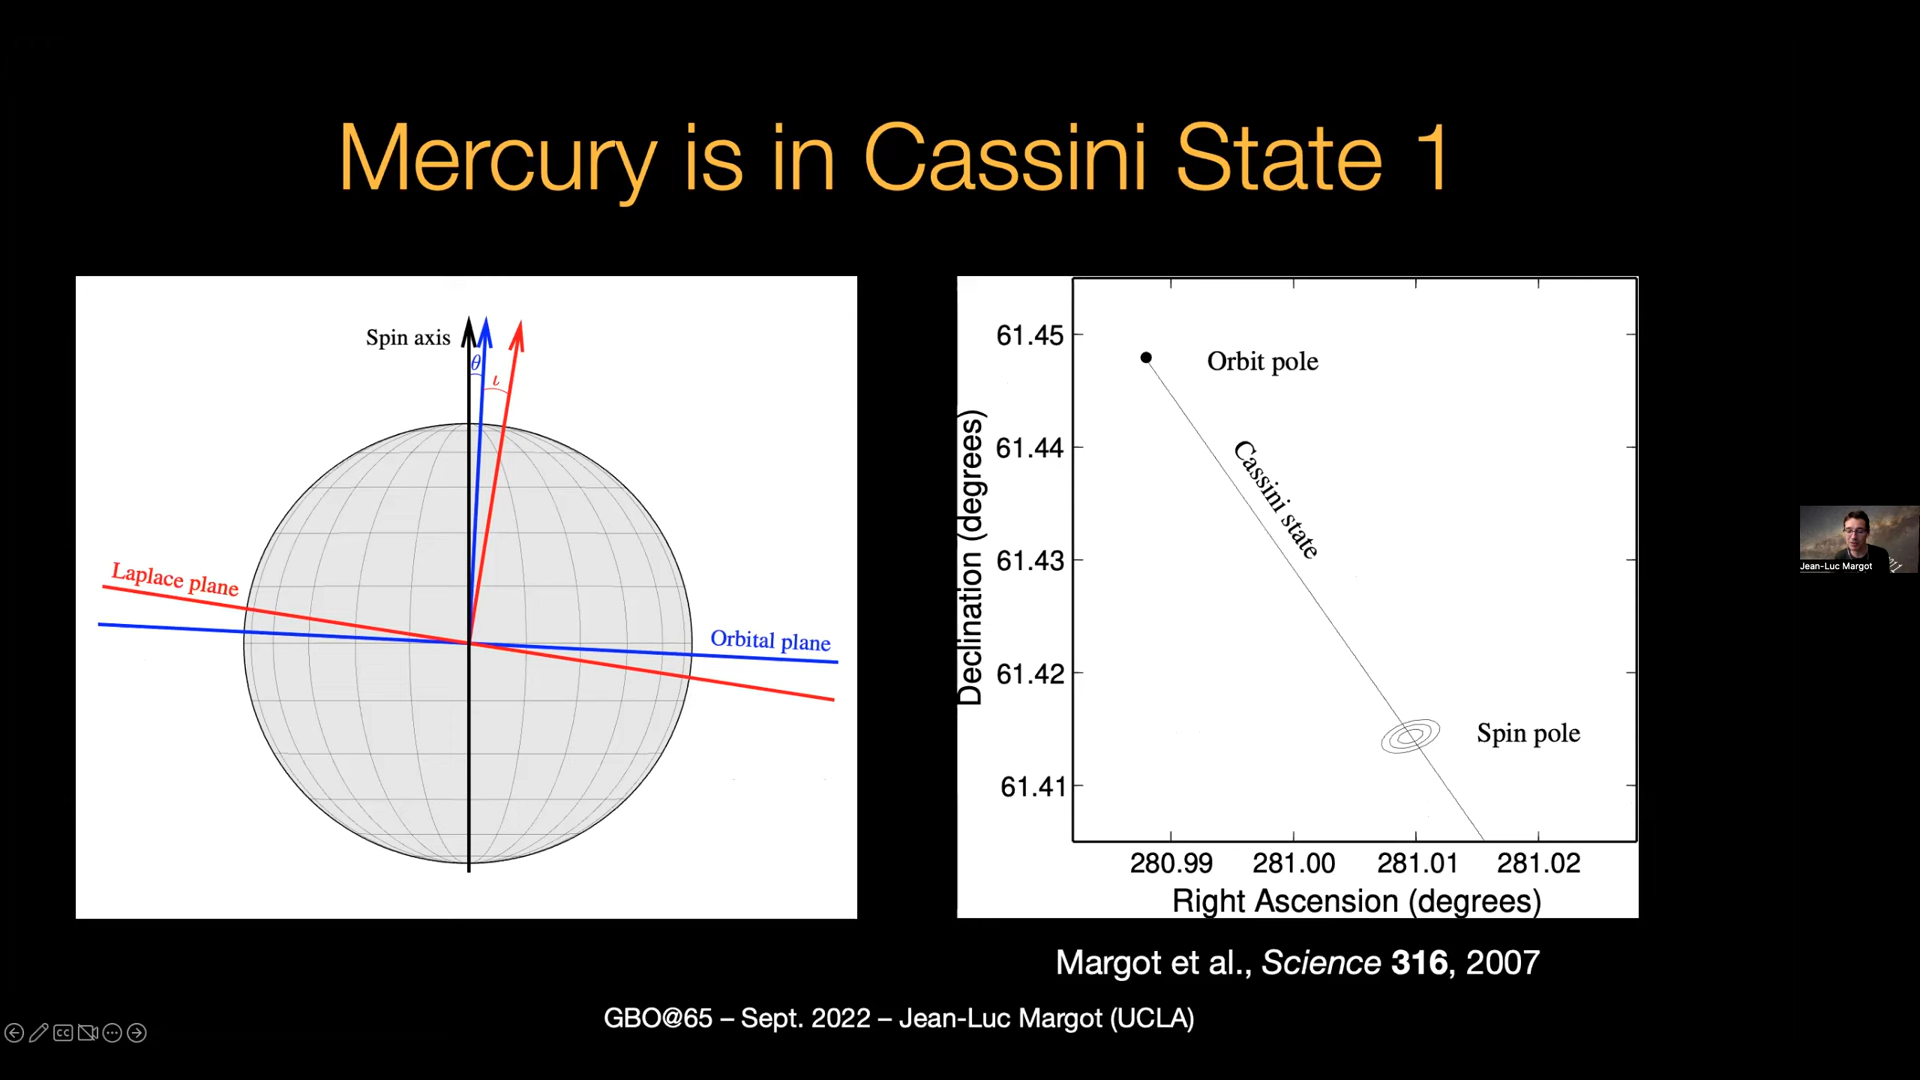 Mercury is in Cassini State 1
Spin axis
θ
ι
Laplace plane
Orbital plane
61.45
61.44
61.43
61.42
61.41
Declination (degrees)
Orbit pole
Cassini state
Spin pole
280.99 281.00 281.01 281.02
Right Ascension (degrees)
Margot et al., Science 316, 2007
GBO@65 – Sept. 2022 – Jean-Luc Margot (UCLA)
CC
Jean-Luc Margot